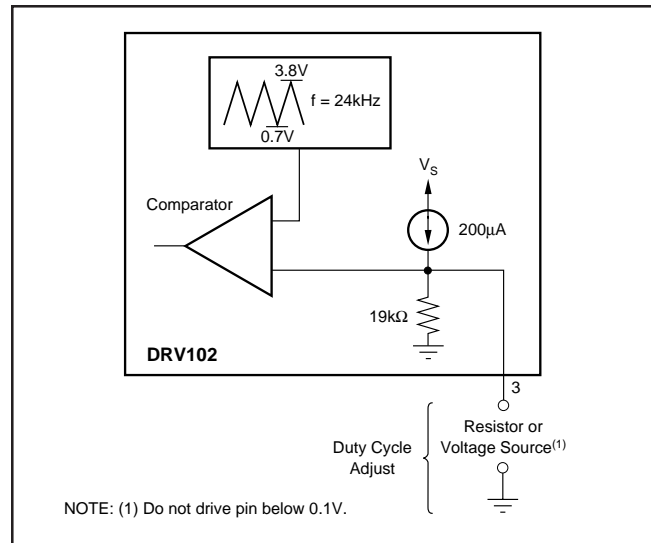 3.8V
f = 24kHz
0.7V
V_S
Comparator
200µA
19kΩ
DRV102
3
Duty Cycle
Adjust
Resistor or
Voltage Source(1)
NOTE: (1) Do not drive pin below 0.1V.